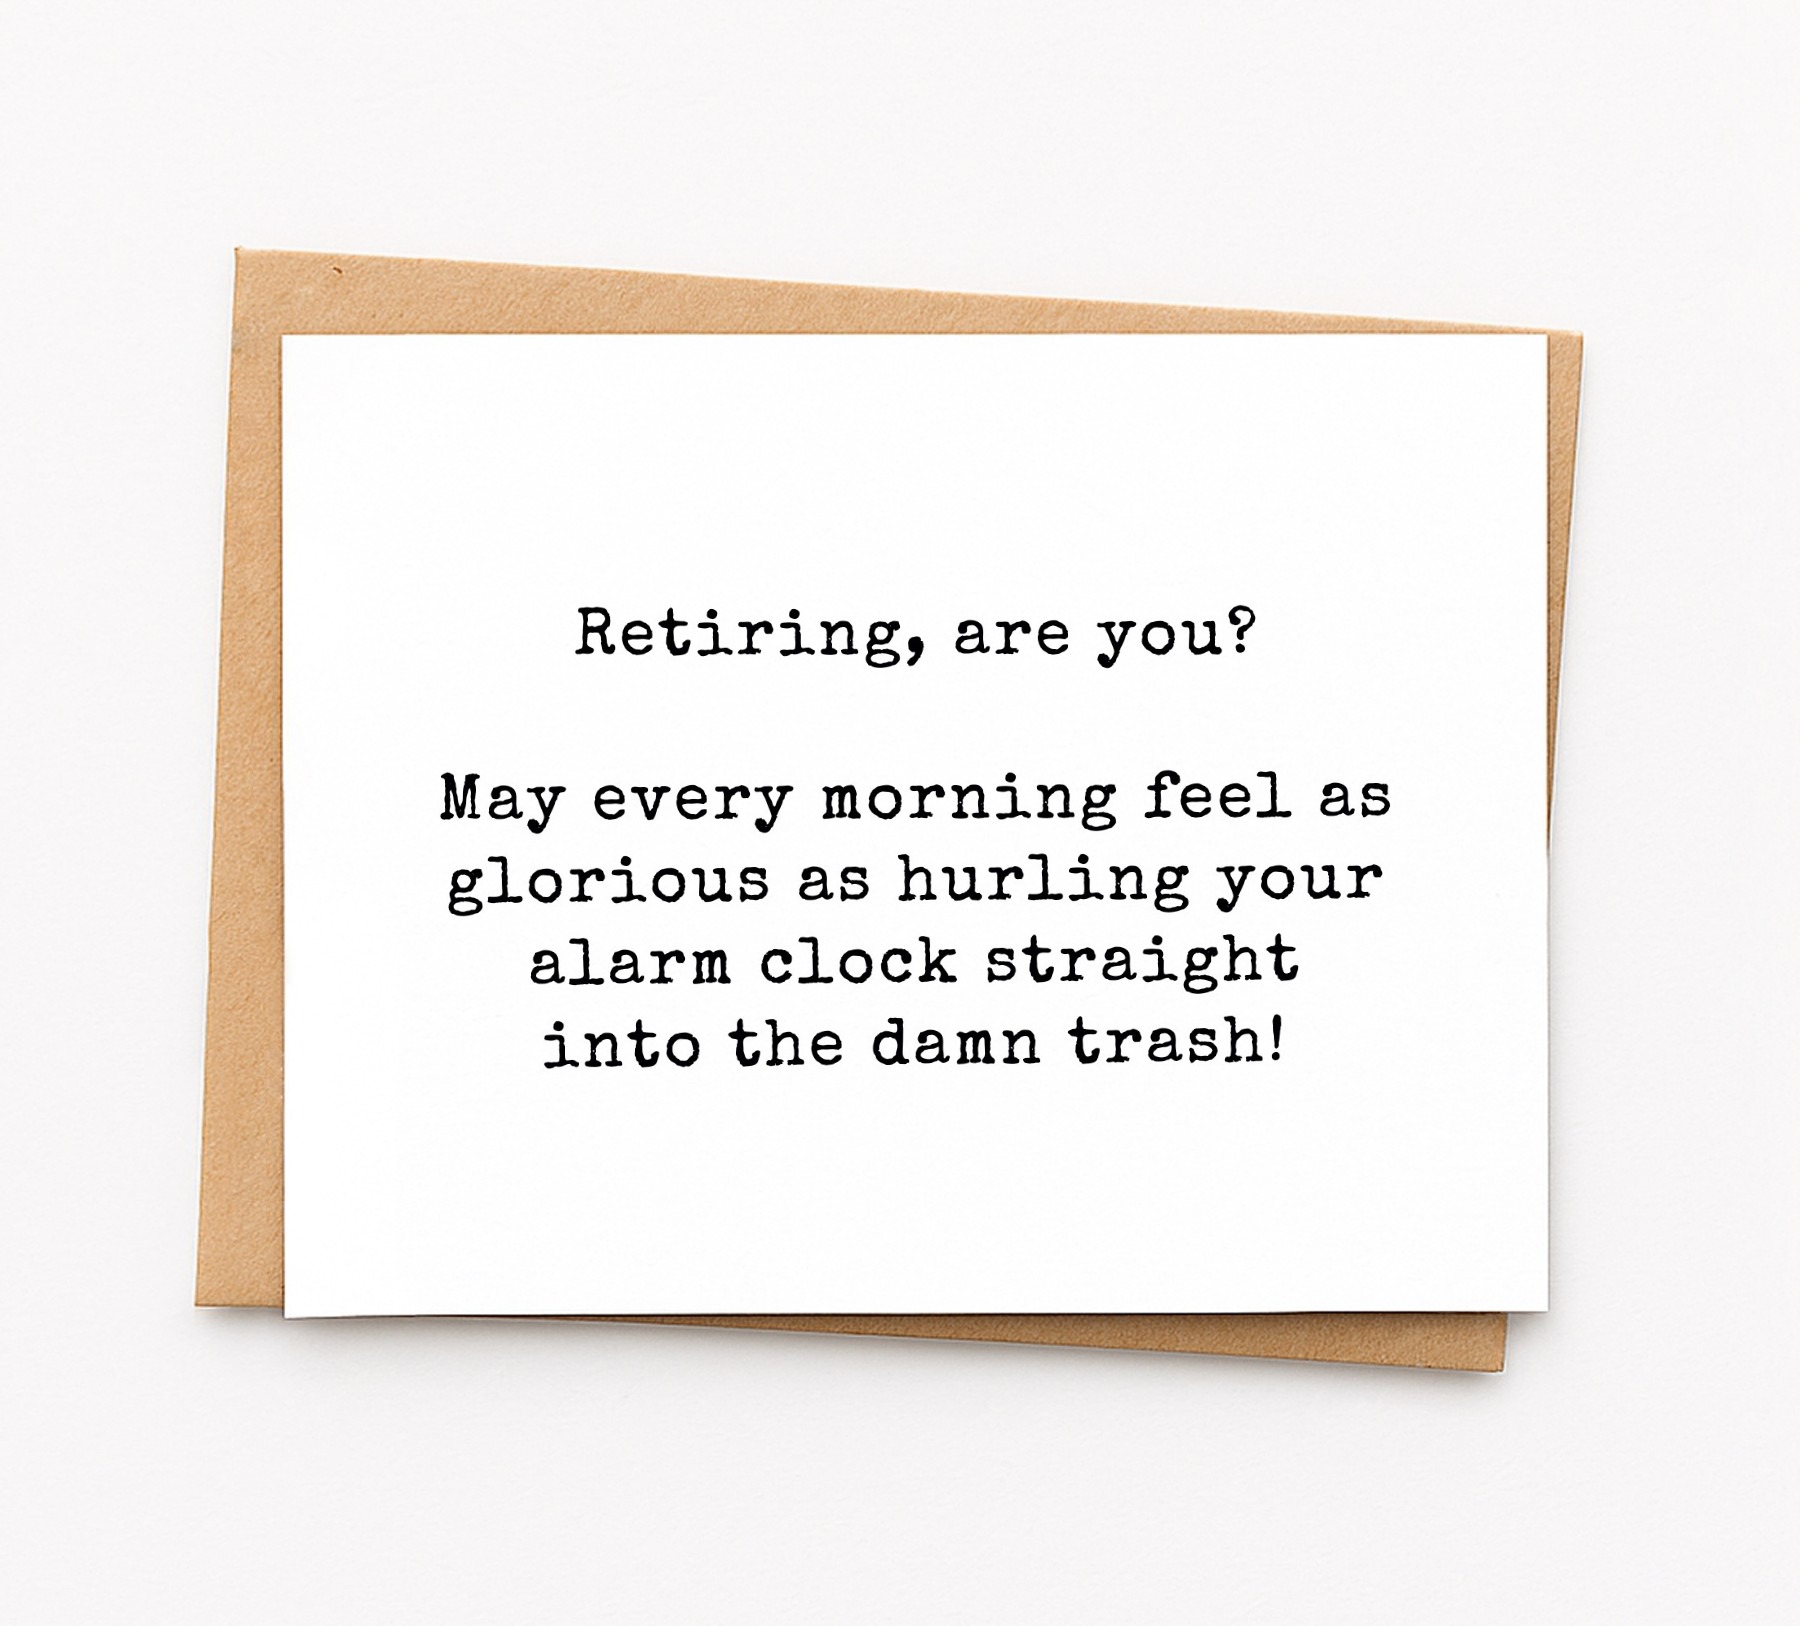 Retiring, are you?
May every morning feel as
glorious as hurling your
alarm clock straight
into the damn trash!